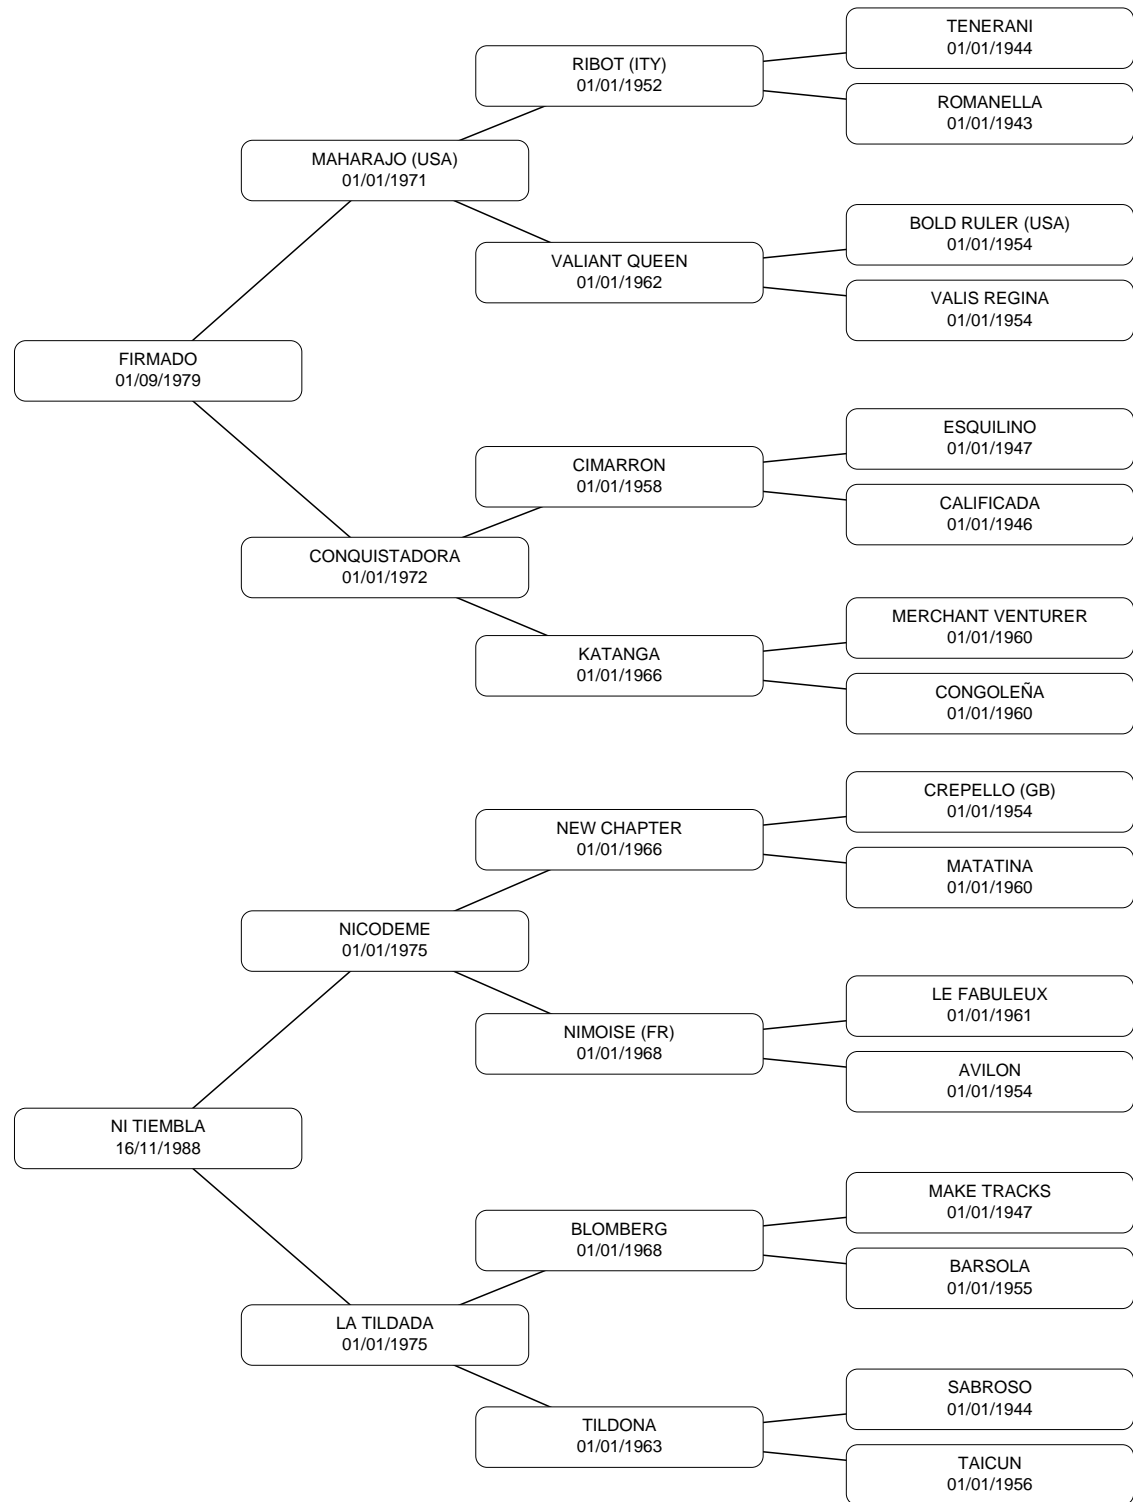 TENERANI
01/01/1944
RIBOT (ITY)
01/01/1952
ROMANELLA
01/01/1943
MAHARAJO (USA)
01/01/1971
BOLD RULER (USA)
01/01/1954
VALIANT QUEEN
01/01/1962
VALIS REGINA
01/01/1954
FIRMADO
01/09/1979
ESQUILINO
01/01/1947
CIMARRON
01/01/1958
CALIFICADA
01/01/1946
CONQUISTADORA
01/01/1972
MERCHANT VENTURER
01/01/1960
KATANGA
01/01/1966
CONGOLEÑA
01/01/1960
CREPELLO (GB)
01/01/1954
NEW CHAPTER
01/01/1966
MATATINA
01/01/1960
NICODEME
01/01/1975
LE FABULEUX
01/01/1961
NIMOISE (FR)
01/01/1968
AVILON
01/01/1954
NI TIEMBLA
16/11/1988
MAKE TRACKS
01/01/1947
BLOMBERG
01/01/1968
BARSOLA
01/01/1955
LA TILDADA
01/01/1975
SABROSO
01/01/1944
TILDONA
01/01/1963
TAICUN
01/01/1956